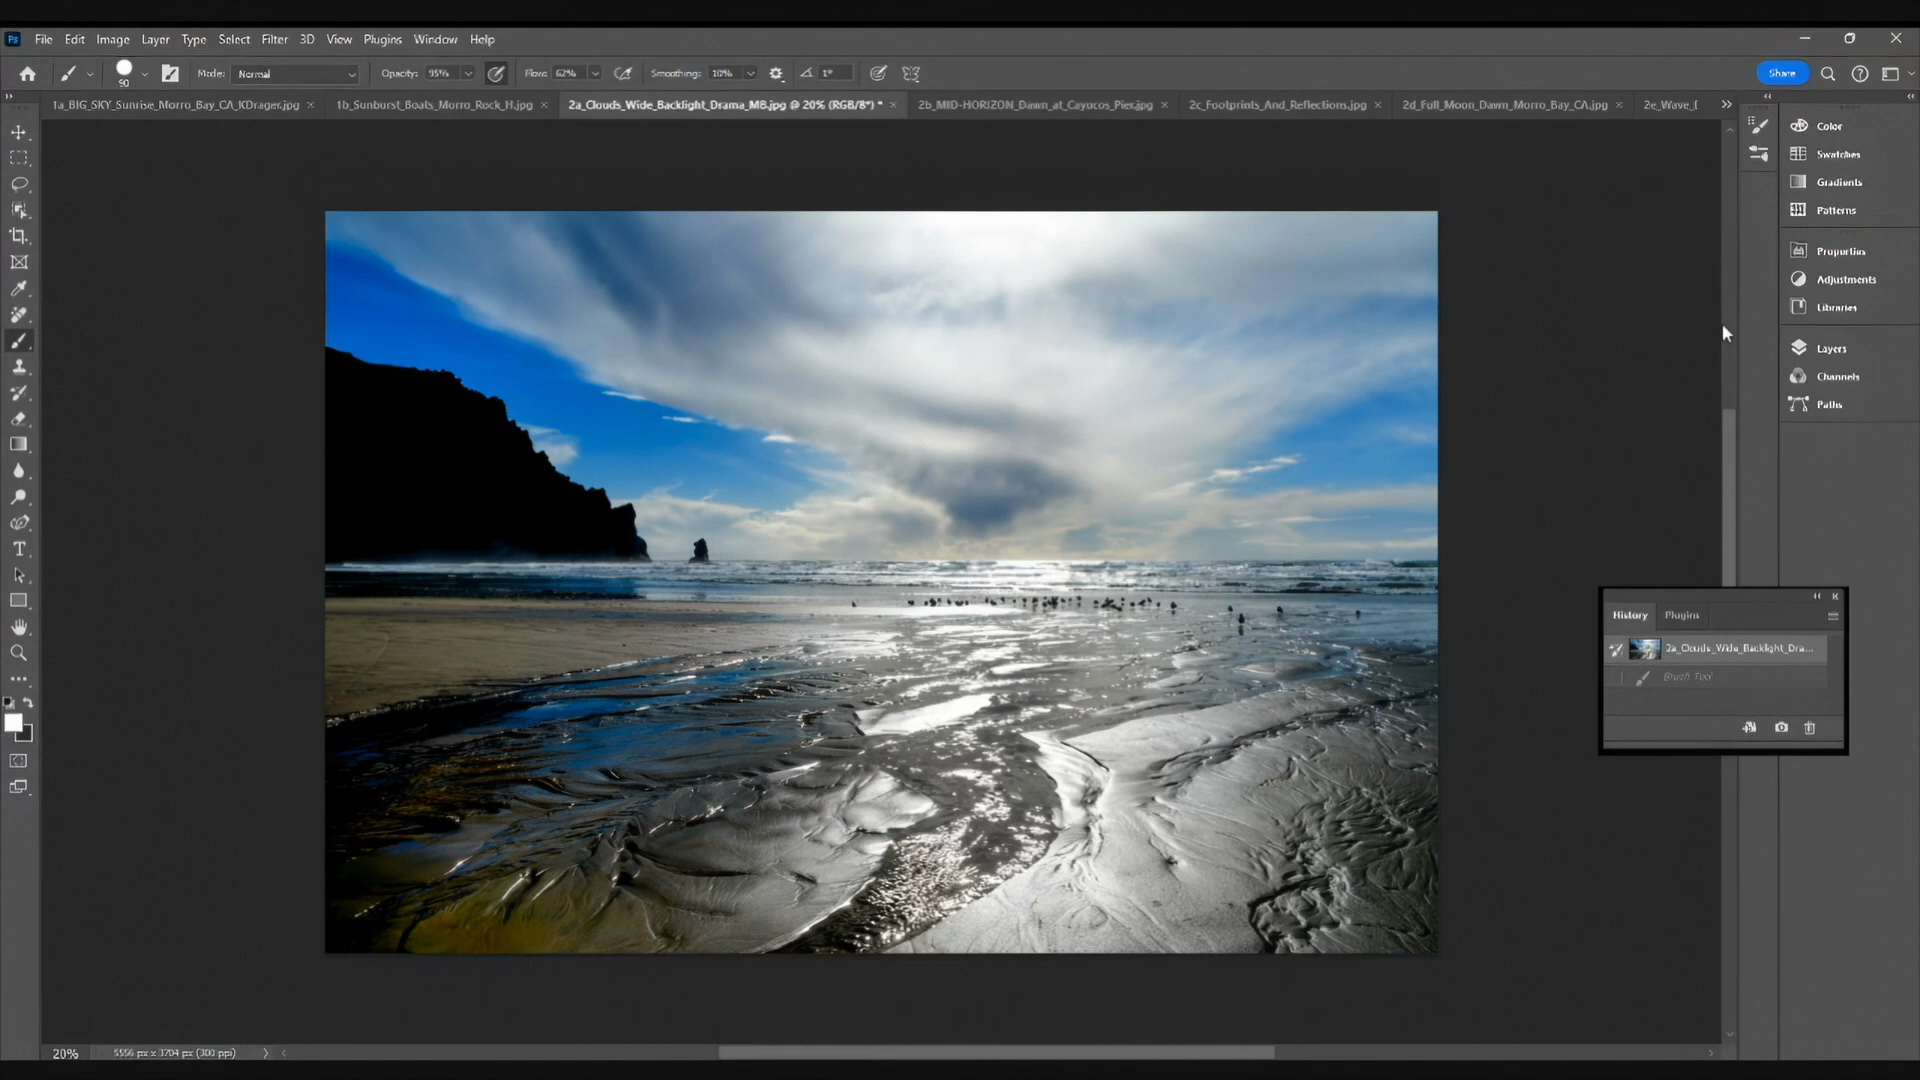 Ps File Edit Image Layer Type Select Filter 3D View Plugins Window Help
90 Mode: Normal Opacity: 95% Flow: 62% Smoothing: 10% 1° Share
1a_BIG_SKY_Sunrise_Morro_Bay_CA_KDrager.jpg 1b_Sunburst_Boats_Morro_Rock_H.jpg 2a_Clouds_Wide_Backlight_Drama_MB.jpg @ 20% (RGB/8*) * 2b_MID-HORIZON_Dawn_at_Cayucos_Pier.jpg 2c_Footprints_And_Reflections.jpg 2d_Full_Moon_Dawn_Morro_Bay_CA.jpg 2e_Wave_(
Color
Swatches
Gradients
Patterns
Properties
Adjustments
Libraries
Layers
Channels
Paths
History Plugins
2a_Clouds_Wide_Backlight_Dra...
Brush Tool
20% 5556 px x 3704 px (300 ppi)